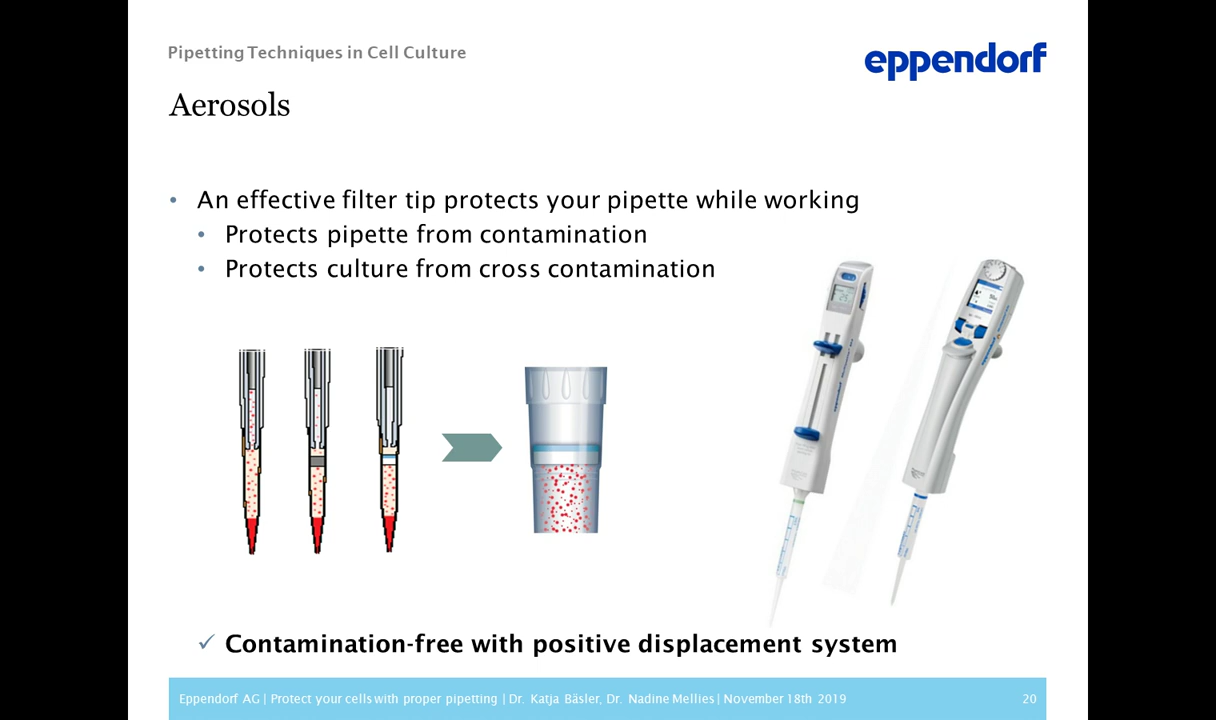 Pipetting Techniques in Cell Culture
eppendorf
Aerosols
• An effective filter tip protects your pipette while working
• Protects pipette from contamination
• Protects culture from cross contamination
✓ Contamination-free with positive displacement system
Eppendorf AG | Protect your cells with proper pipetting | Dr. Katja Bäsler, Dr. Nadine Mellies | November 18th 2019
20